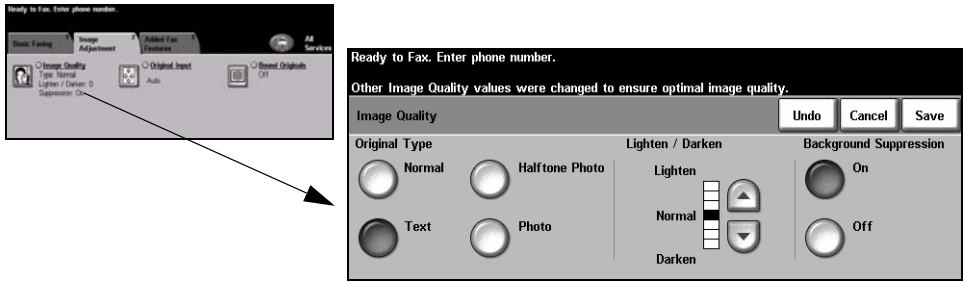 Ready to Fax. Enter phone number.
Basic Faxing
1
Image
Adjustment
2
Added Fax
Features
3
All
Services
Image Quality
Type: Normal
Lighten / Darken: 0
Suppression: On
Original Input
Auto
Bound Originals
Off
Ready to Fax. Enter phone number.
Other Image Quality values were changed to ensure optimal image quality.
Image Quality
Undo
Cancel
Save
Original Type
Normal
Halftone Photo
Text
Photo
Lighten / Darken
Lighten
Normal
Darken
Background Suppression
On
Off